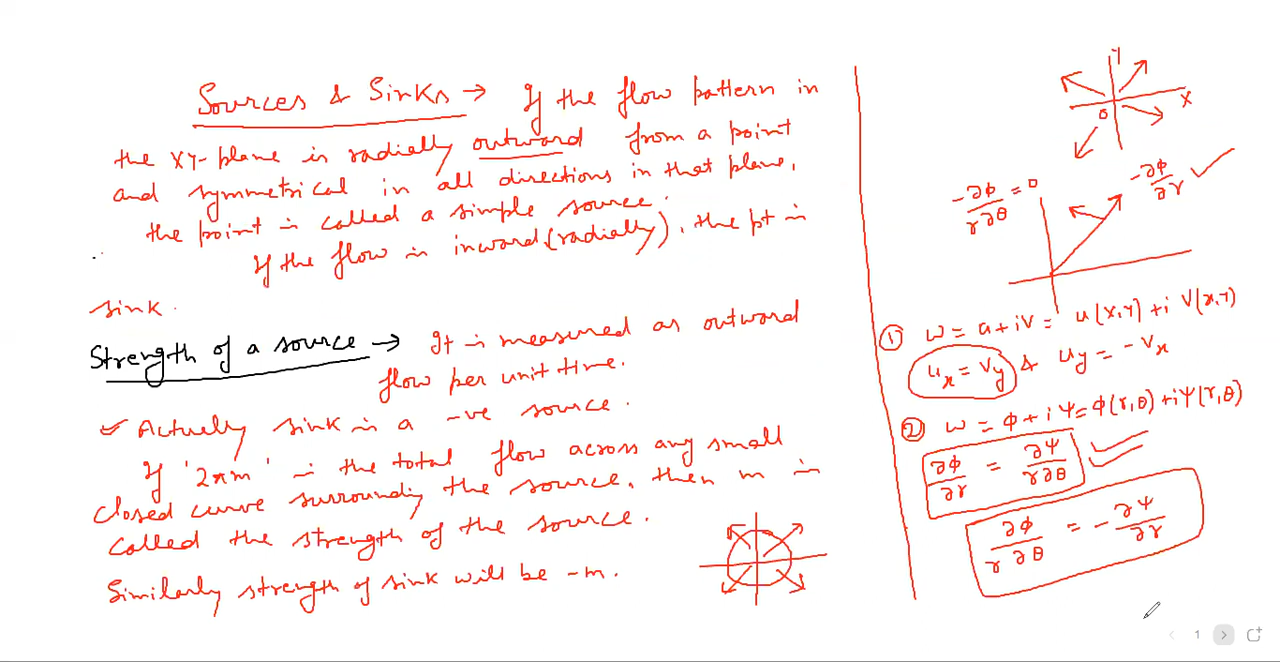 Sources & Sinks → If the flow pattern in
the XY-plane is radially outward from a point
and symmetrical in all directions in that plane,
the point is called a simple source.
If the flow is inward (radially), the pt is
sink.
Strength of a source → It is measured as outward
flow per unit time.
✓ Actually sink is a -ve source.
If '2πm' is the total flow across any small
closed curve surrounding the source, then m is
called the strength of the source.
Similarly strength of sink will be -m.
Y
X
O
-∂φ/r∂θ = 0
-∂φ/∂r ✓
① w = u+iv = u(x,y) + i v(x,y)
u_x = v_y & u_y = -v_x
② w = φ + iψ = φ(r,θ) + iψ(r,θ)
∂φ/∂r = ∂ψ/r∂θ
∂φ/r∂θ = -∂ψ/∂r
1